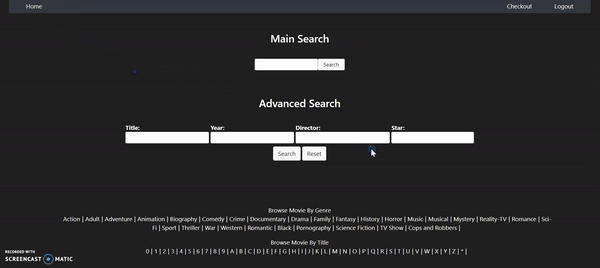 Home Checkout Logout
Main Search
Search
Advanced Search
Title: Year: Director: Star:
Search Reset
Browse Movie By Genre
Action | Adult | Adventure | Animation | Biography | Comedy | Crime | Documentary | Drama | Family | Fantasy | History | Horror | Music | Musical | Mystery | Reality-TV | Romance | Sci-
Fi | Sport | Thriller | War | Western | Romantic | Black | Pornography | Science Fiction | TV Show | Cops and Robbers |
Browse Movie By Title
0 | 1 | 2 | 3 | 4 | 5 | 6 | 7 | 8 | 9 | A | B | C | D | E | F | G | H | I | J | K | L | M | N | O | P | Q | R | S | T | U | V | W | X | Y | Z | * |
RECORDED WITH
SCREENCAST MATIC